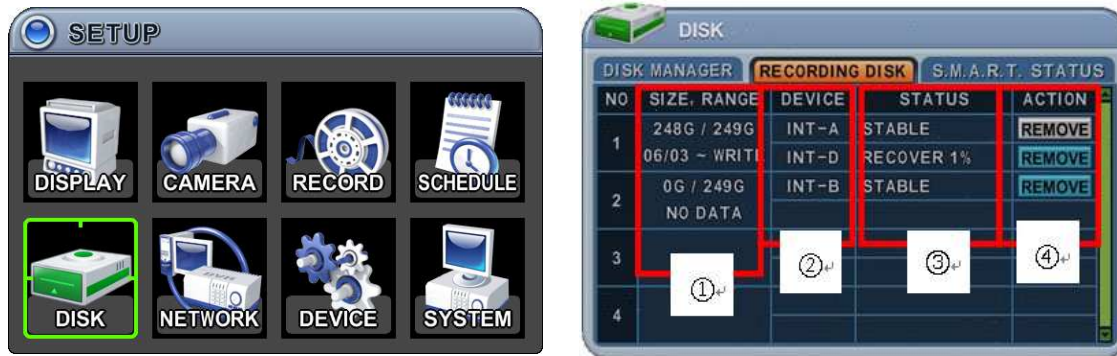 SETUP
DISPLAY CAMERA RECORD SCHEDULE
DISK NETWORK DEVICE SYSTEM
DISK
DISK MANAGER RECORDING DISK S.M.A.R.T. STATUS
NO SIZE, RANGE DEVICE STATUS ACTION
1 248G / 249G INT-A STABLE REMOVE
06/03 ~ WRITE INT-D RECOVER 1% REMOVE
2 0G / 249G INT-B STABLE REMOVE
NO DATA
3
① ② ③ ④
4